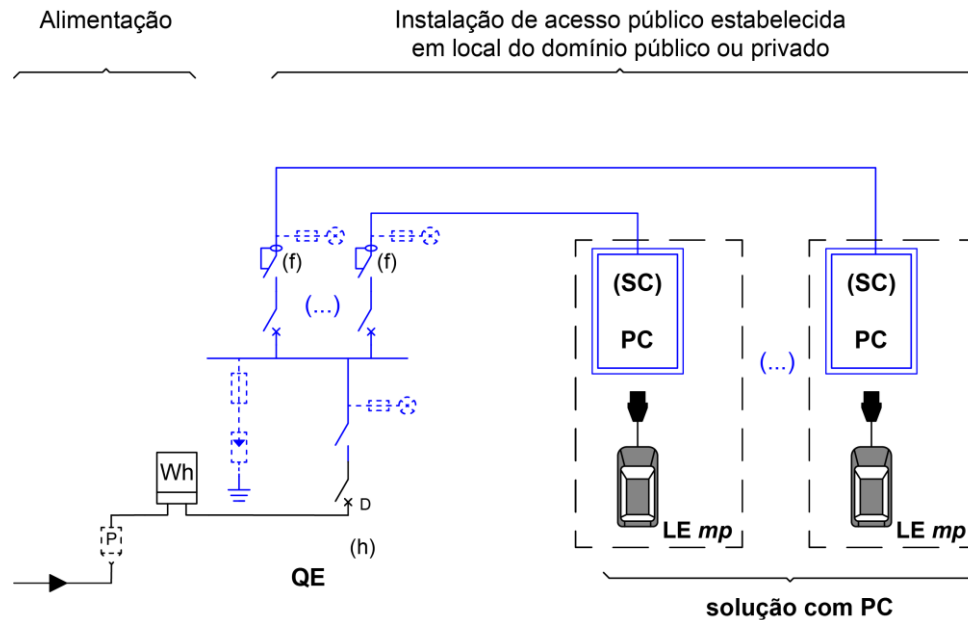 Alimentação
Instalação de acesso público estabelecida
em local do domínio público ou privado
(f)
(f)
(...)
(SC)
PC
(...)
(SC)
PC
Wh
P
D
(h)
QE
LE mp
LE mp
solução com PC